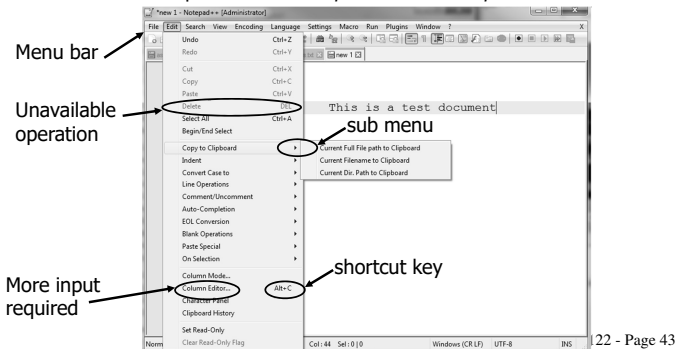 *new 1 - Notepad++ [Administrator]
File Edit Search View Encoding Language Settings Macro Run Plugins Window ? X
new 1
Menu bar
Undo Ctrl+Z
Redo Ctrl+Y
Cut Ctrl+X
Copy Ctrl+C
Paste Ctrl+V
Delete DEL
Select All Ctrl+A
Begin/End Select
Unavailable
operation
This is a test document
sub menu
Copy to Clipboard
Current Full File path to Clipboard
Current Filename to Clipboard
Current Dir. Path to Clipboard
Indent
Convert Case to
Line Operations
Comment/Uncomment
Auto-Completion
EOL Conversion
Blank Operations
Paste Special
On Selection
Column Mode...
Column Editor... Alt+C
Character Panel
Clipboard History
shortcut key
More input
required
Set Read-Only
Clear Read-Only Flag
Norm Col:44 Sel:0|0 Windows (CR LF) UTF-8 INS
122 - Page 43